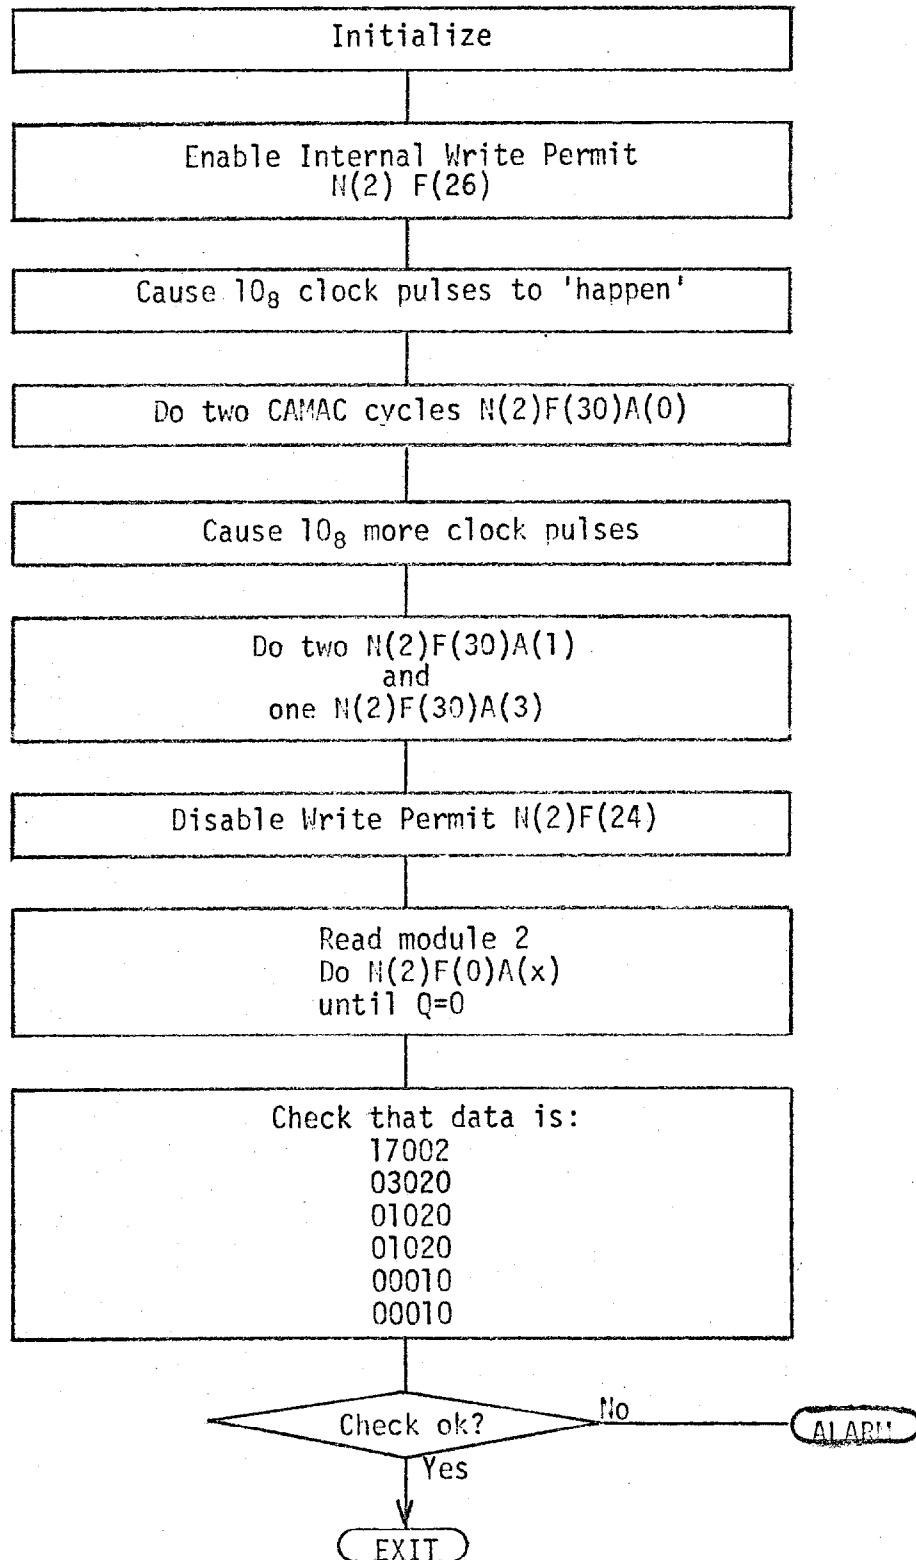 Initialize
Enable Internal Write Permit
N(2) F(26)
Cause 10₈ clock pulses to 'happen'
Do two CAMAC cycles N(2)F(30)A(0)
Cause 10₈ more clock pulses
Do two N(2)F(30)A(1)
and
one N(2)F(30)A(3)
Disable Write Permit N(2)F(24)
Read module 2
Do N(2)F(0)A(x)
until Q=0
Check that data is:
17002
03020
01020
01020
00010
00010
Check ok?
No
ALARM
Yes
EXIT